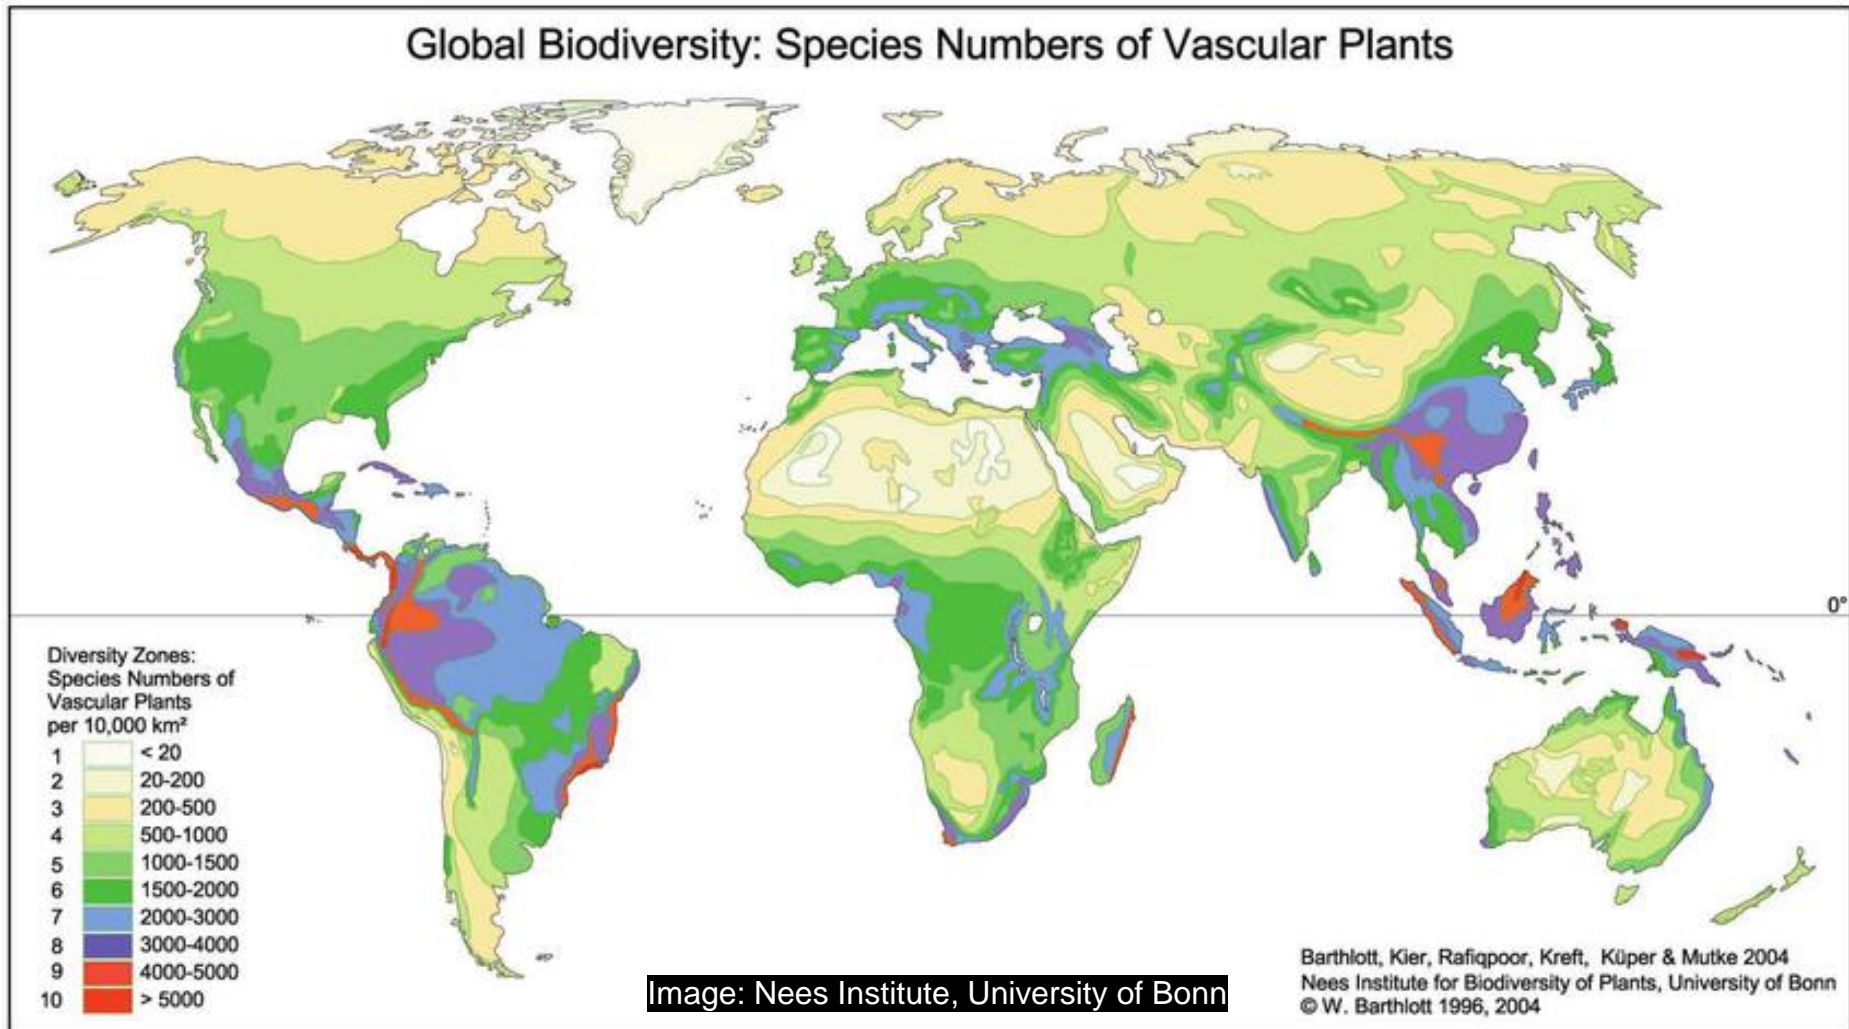 Global Biodiversity: Species Numbers of Vascular Plants
0°
Diversity Zones:
Species Numbers of
Vascular Plants
per 10,000 km²
1 < 20
2 20-200
3 200-500
4 500-1000
5 1000-1500
6 1500-2000
7 2000-3000
8 3000-4000
9 4000-5000
10 > 5000
Image: Nees Institute, University of Bonn
Barthlott, Kier, Rafiqpoor, Kreft, Küper & Mutke 2004
Nees Institute for Biodiversity of Plants, University of Bonn
© W. Barthlott 1996, 2004